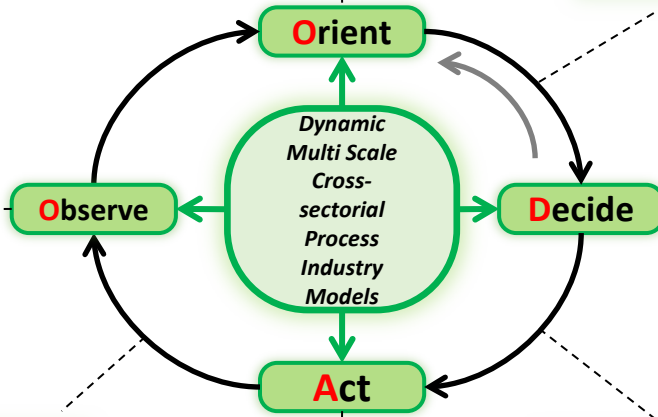 Orient
Dynamic
Multi Scale
Cross-
sectorial
Process
Industry
Models
Observe
Decide
Act